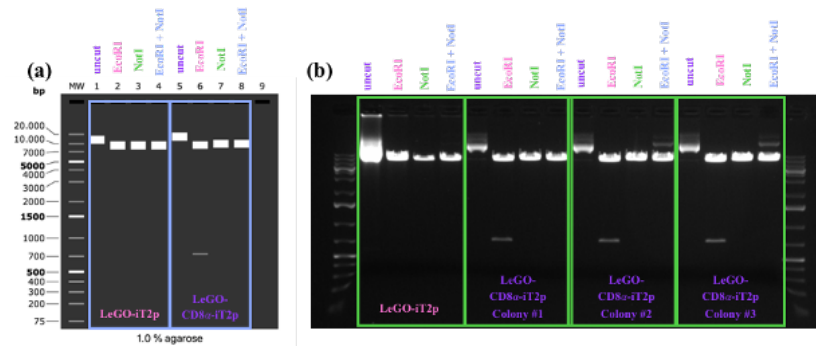 (a)
uncut
EcoRI
NotI
EcoRI + NotI
uncut
EcoRI
NotI
EcoRI + NotI
MW 1 2 3 4 5 6 7 8 9
bp
20.000
10.000
7000
5000
4000
3000
2000
1500
1000
700
500
400
300
200
75
LeGO-iT2p
LeGO-
CD8α-iT2p
1.0 % agarose
(b)
uncut
EcoRI
NotI
EcoRI + NotI
uncut
EcoRI
NotI
EcoRI + NotI
uncut
EcoRI
NotI
EcoRI + NotI
uncut
EcoRI
NotI
EcoRI + NotI
LeGO-iT2p
LeGO-
CD8α-iT2p
Colony #1
LeGO-
CD8α-iT2p
Colony #2
LeGO-
CD8α-iT2p
Colony #3